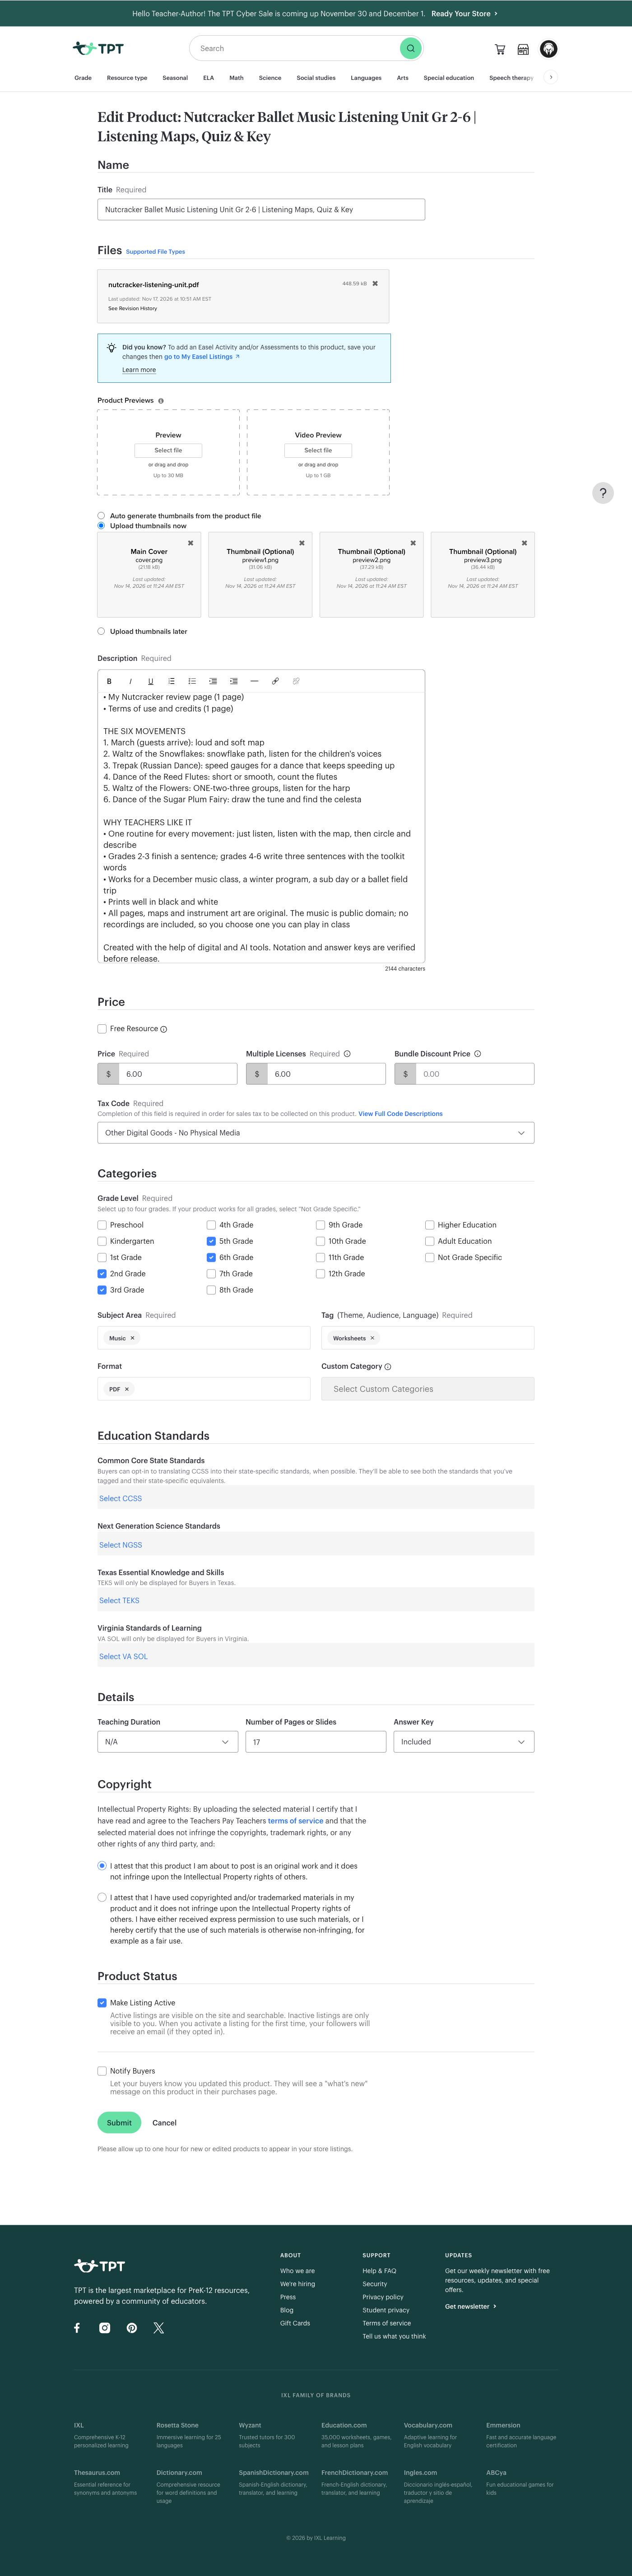 Hello Teacher-Author! The TPT Cyber Sale is coming up November 30 and December 1. Ready Your Store
TPT
Search
Grade Resource type Seasonal ELA Math Science Social studies Languages Arts Special education Speech therapy
Edit Product: Nutcracker Ballet Music Listening Unit Gr 2-6 |
Listening Maps, Quiz & Key
Name
Title Required
Nutcracker Ballet Music Listening Unit Gr 2-6 | Listening Maps, Quiz & Key
Files Supported File Types
nutcracker-listening-unit.pdf 448.59 kB
Last updated: Nov 17, 2026 at 10:51 AM EST
See Revision History
Did you know? To add an Easel Activity and/or Assessments to this product, save your
changes then go to My Easel Listings
Learn more
Product Previews
Preview Video Preview
Select file Select file
or drag and drop or drag and drop
Up to 30 MB Up to 1 GB
?
Auto generate thumbnails from the product file
Upload thumbnails now
Main Cover Thumbnail (Optional) Thumbnail (Optional) Thumbnail (Optional)
cover.png preview1.png preview2.png preview3.png
(21.18 kB) (31.06 kB) (37.29 kB) (36.44 kB)
Last updated: Last updated: Last updated: Last updated:
Nov 14, 2026 at 11:24 AM EST Nov 14, 2026 at 11:24 AM EST Nov 14, 2026 at 11:24 AM EST Nov 14, 2026 at 11:24 AM EST
Upload thumbnails later
Description Required
B I U
• My Nutcracker review page (1 page)
• Terms of use and credits (1 page)
THE SIX MOVEMENTS
1. March (guests arrive): loud and soft map
2. Waltz of the Snowflakes: snowflake path, listen for the children's voices
3. Trepak (Russian Dance): speed gauges for a dance that keeps speeding up
4. Dance of the Reed Flutes: short or smooth, count the flutes
5. Waltz of the Flowers: ONE-two-three groups, listen for the harp
6. Dance of the Sugar Plum Fairy: draw the tune and find the celesta
WHY TEACHERS LIKE IT
• One routine for every movement: just listen, listen with the map, then circle and
describe
• Grades 2-3 finish a sentence; grades 4-6 write three sentences with the toolkit
words
• Works for a December music class, a winter program, a sub day or a ballet field
trip
• Prints well in black and white
• All pages, maps and instrument art are original. The music is public domain; no
recordings are included, so you choose one you can play in class
Created with the help of digital and AI tools. Notation and answer keys are verified
before release.
2144 characters
Price
Free Resource
Price Required Multiple Licenses Required Bundle Discount Price
$ 6.00 $ 6.00 $ 0.00
Tax Code Required
Completion of this field is required in order for sales tax to be collected on this product. View Full Code Descriptions
Other Digital Goods - No Physical Media
Categories
Grade Level Required
Select up to four grades. If your product works for all grades, select "Not Grade Specific."
Preschool 4th Grade 9th Grade Higher Education
Kindergarten 5th Grade 10th Grade Adult Education
1st Grade 6th Grade 11th Grade Not Grade Specific
2nd Grade 7th Grade 12th Grade
3rd Grade 8th Grade
Subject Area Required Tag (Theme, Audience, Language) Required
Music Worksheets
Format Custom Category
PDF Select Custom Categories
Education Standards
Common Core State Standards
Buyers can opt-in to translating CCSS into their state-specific standards, when possible. They'll be able to see both the standards that you've
tagged and their state-specific equivalents.
Select CCSS
Next Generation Science Standards
Select NGSS
Texas Essential Knowledge and Skills
TEKS will only be displayed for Buyers in Texas.
Select TEKS
Virginia Standards of Learning
VA SOL will only be displayed for Buyers in Virginia.
Select VA SOL
Details
Teaching Duration Number of Pages or Slides Answer Key
N/A 17 Included
Copyright
Intellectual Property Rights: By uploading the selected material I certify that I
have read and agree to the Teachers Pay Teachers terms of service and that the
selected material does not infringe the copyrights, trademark rights, or any
other rights of any third party, and:
I attest that this product I am about to post is an original work and it does
not infringe upon the Intellectual Property rights of others.
I attest that I have used copyrighted and/or trademarked materials in my
product and it does not infringe upon the Intellectual Property rights of
others. I have either received express permission to use such materials, or I
hereby certify that the use of such materials is otherwise non-infringing, for
example as a fair use.
Product Status
Make Listing Active
Active listings are visible on the site and searchable. Inactive listings are only
visible to you. When you activate a listing for the first time, your followers will
receive an email (if they opted in).
Notify Buyers
Let your buyers know you updated this product. They will see a "what's new"
message on this product in their purchases page.
Submit Cancel
Please allow up to one hour for new or edited products to appear in your store listings.
TPT
TPT is the largest marketplace for PreK-12 resources,
powered by a community of educators.
ABOUT
Who we are
We're hiring
Press
Blog
Gift Cards
SUPPORT
Help & FAQ
Security
Privacy policy
Student privacy
Terms of service
Tell us what you think
UPDATES
Get our weekly newsletter with free
resources, updates, and special
offers.
Get newsletter
IXL FAMILY OF BRANDS
IXL
Comprehensive K-12
personalized learning
Rosetta Stone
Immersive learning for 25
languages
Wyzant
Trusted tutors for 300
subjects
Education.com
35,000 worksheets, games,
and lesson plans
Vocabulary.com
Adaptive learning for
English vocabulary
Emmersion
Fast and accurate language
certification
Thesaurus.com
Essential reference for
synonyms and antonyms
Dictionary.com
Comprehensive resource
for word definitions and
usage
SpanishDictionary.com
Spanish-English dictionary,
translator, and learning
FrenchDictionary.com
French-English dictionary,
translator, and learning
Ingles.com
Diccionario inglés-español,
traductor y sitio de
aprendizaje
ABCya
Fun educational games for
kids
© 2026 by IXL Learning